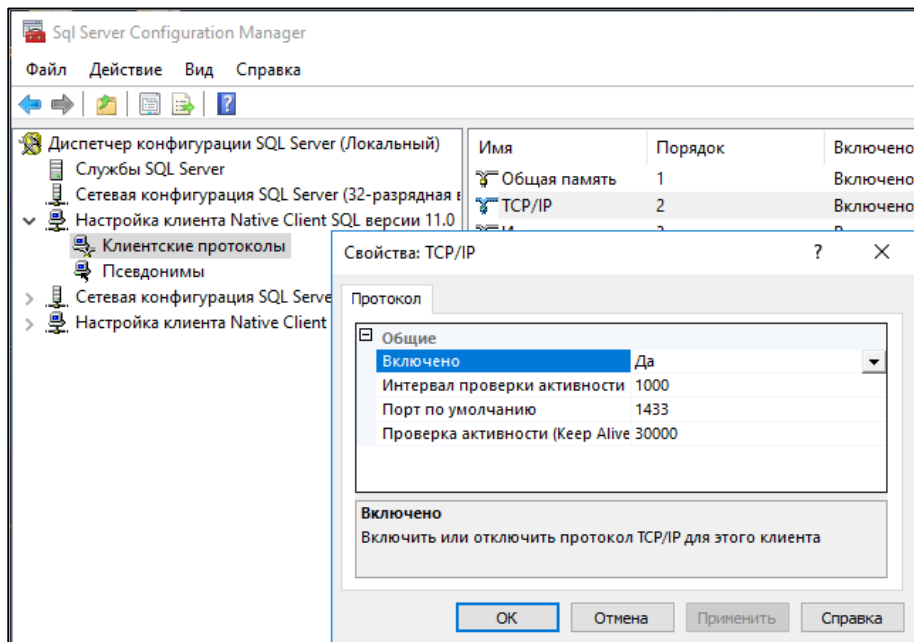 Sql Server Configuration Manager
Файл Действие Вид Справка
Диспетчер конфигурации SQL Server (Локальный)
Службы SQL Server
Сетевая конфигурация SQL Server (32-разрядная в
Настройка клиента Native Client SQL версии 11.0
Клиентские протоколы
Псевдонимы
Сетевая конфигурация SQL Serve
Настройка клиента Native Client
Имя Порядок Включено
Общая память 1 Включено
TCP/IP 2 Включено
Свойства: TCP/IP
Протокол
Общие
Включено Да
Интервал проверки активности 1000
Порт по умолчанию 1433
Проверка активности (Keep Alive 30000
Включено
Включить или отключить протокол TCP/IP для этого клиента
ОК Отмена Применить Справка